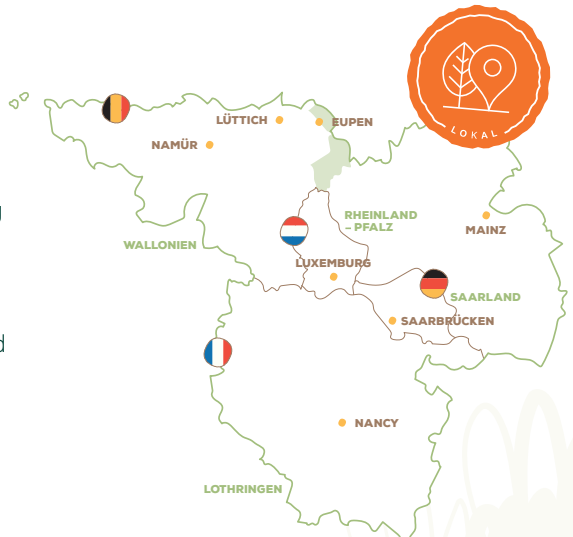 LOKAL
LÜTTICH
EUPEN
NAMÜR
RHEINLAND
– PFALZ
MAINZ
WALLONIEN
LUXEMBURG
SAARLAND
SAARBRÜCKEN
d
NANCY
LOTHRINGEN